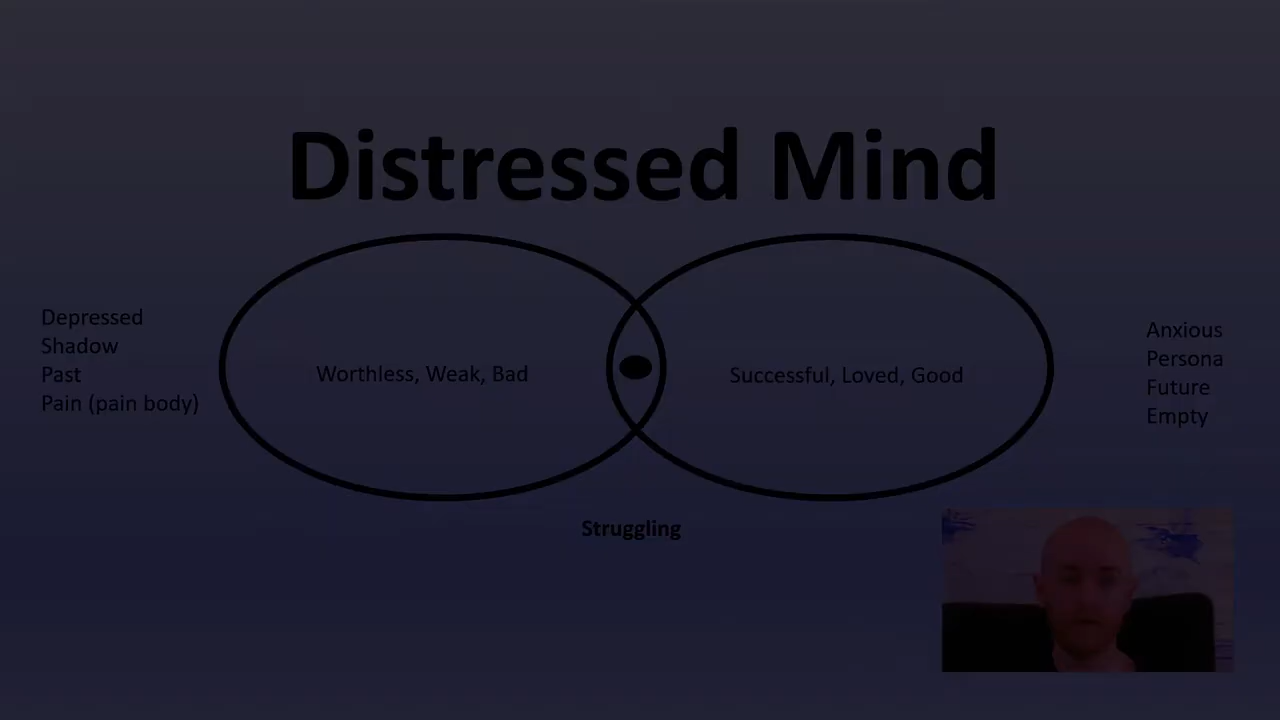 Distressed Mind
Depressed
Shadow
Past
Pain (pain body)
Worthless, Weak, Bad
Successful, Loved, Good
Anxious
Persona
Future
Empty
Struggling